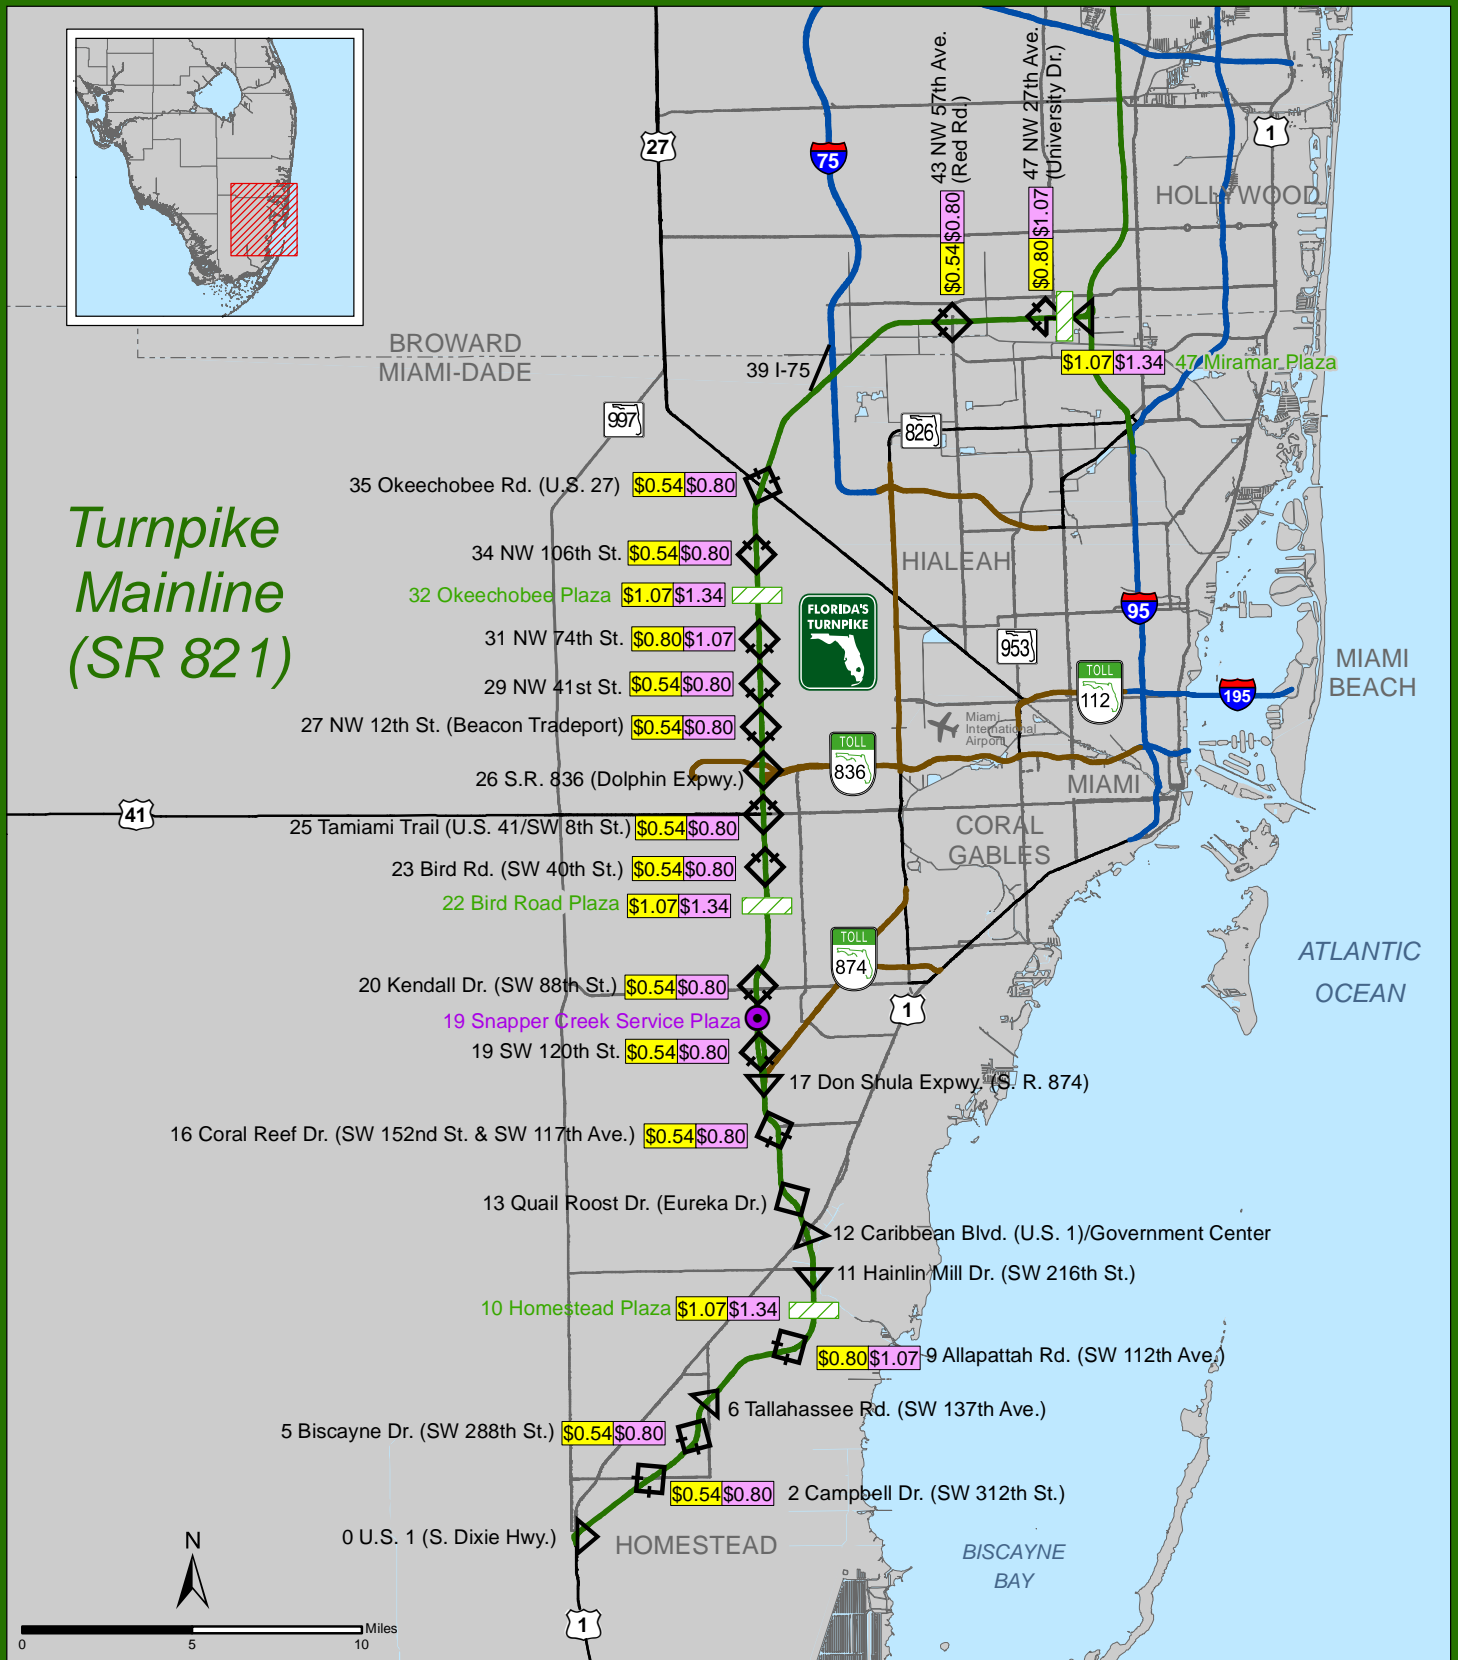 43 NW 57th Ave.
(Red Rd.)
47 NW 27th Ave.
(University Dr.)
27
75
1
$0.54 $0.80
$0.80 $1.07
HOLLYWOOD
BROWARD
MIAMI-DADE
39 I-75
$1.07 $1.34 47 Miramar Plaza
997
826
Turnpike
Mainline
(SR 821)
35 Okeechobee Rd. (U.S. 27) $0.54 $0.80
34 NW 106th St. $0.54 $0.80
HIALEAH
32 Okeechobee Plaza $1.07 $1.34
FLORIDA'S
TURNPIKE
95
31 NW 74th St. $0.80 $1.07
953
MIAMI
BEACH
29 NW 41st St. $0.54 $0.80
TOLL
112
195
27 NW 12th St. (Beacon Tradeport) $0.54 $0.80
Miami
International
Airport
TOLL
836
26 S.R. 836 (Dolphin Expwy.)
MIAMI
41
25 Tamiami Trail (U.S. 41/SW 8th St.) $0.54 $0.80
CORAL
GABLES
23 Bird Rd. (SW 40th St.) $0.54 $0.80
22 Bird Road Plaza $1.07 $1.34
TOLL
874
ATLANTIC
OCEAN
20 Kendall Dr. (SW 88th St.) $0.54 $0.80
1
19 Snapper Creek Service Plaza
19 SW 120th St. $0.54 $0.80
17 Don Shula Expwy. (S. R. 874)
16 Coral Reef Dr. (SW 152nd St. & SW 117th Ave.) $0.54 $0.80
13 Quail Roost Dr. (Eureka Dr.)
12 Caribbean Blvd. (U.S. 1)/Government Center
11 Hainlin Mill Dr. (SW 216th St.)
10 Homestead Plaza $1.07 $1.34
$0.80 $1.07 9 Allapattah Rd. (SW 112th Ave.)
6 Tallahassee Rd. (SW 137th Ave.)
5 Biscayne Dr. (SW 288th St.) $0.54 $0.80
$0.54 $0.80 2 Campbell Dr. (SW 312th St.)
0 U.S. 1 (S. Dixie Hwy.)
HOMESTEAD
BISCAYNE
BAY
N
1
Miles
0 5 10